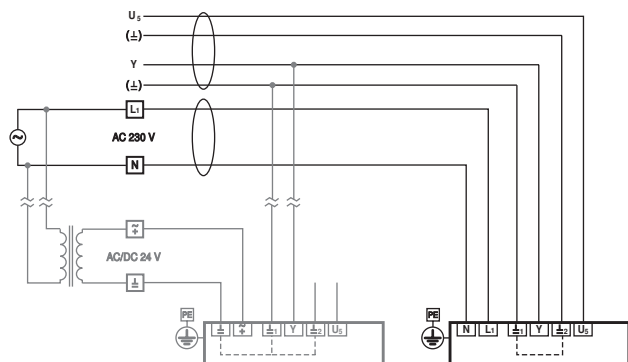 U5
(⊥)
Y
(⊥)
L1
AC 230 V
~
N
~
+
AC/DC 24 V
⊥
PE
⊥ ~+ ⊥1 Y ⊥2 U5
PE
N L1 ⊥1 Y ⊥2 U5